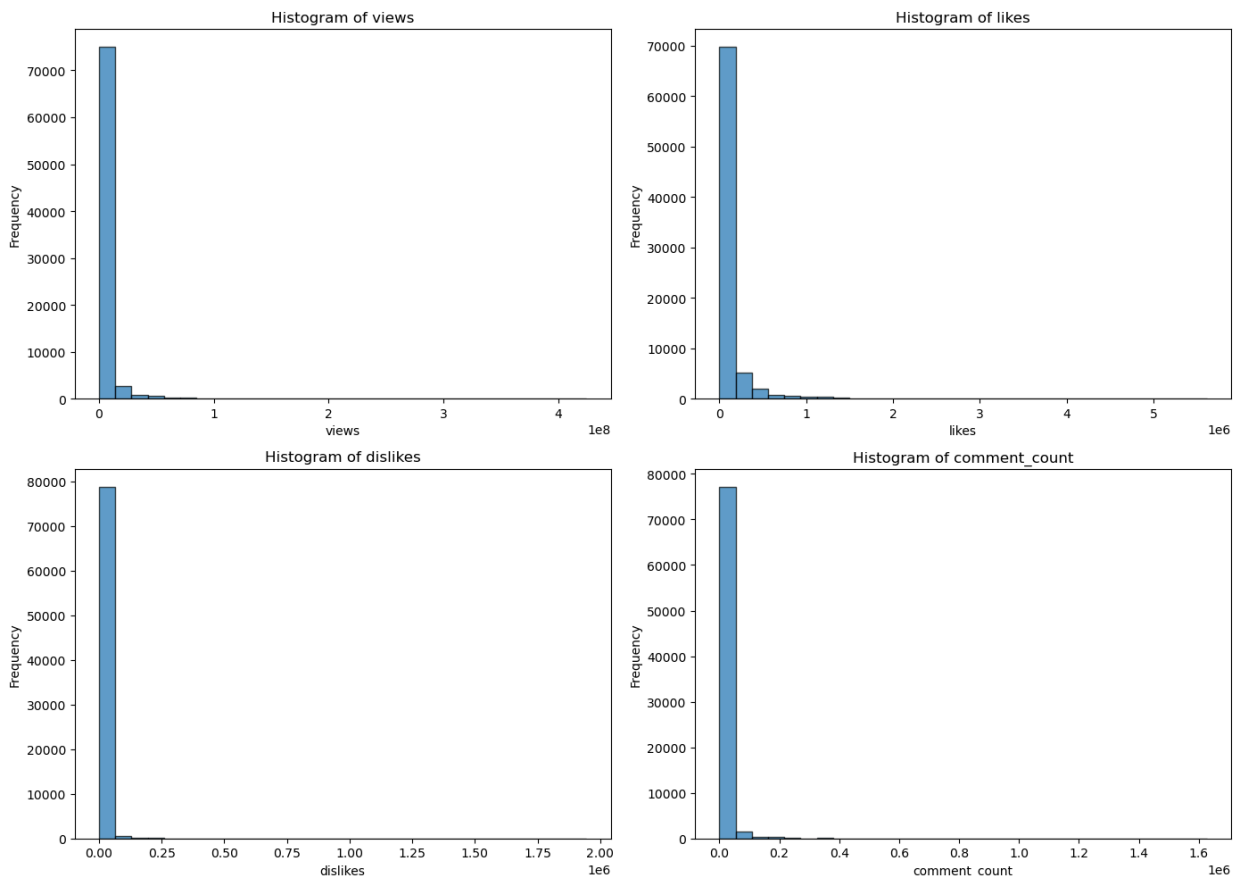 Histogram of views
70000
60000
50000
40000
30000
20000
10000
0
Frequency
0 1 2 3 4
1e8
views
Histogram of likes
70000
60000
50000
40000
30000
20000
10000
0
Frequency
0 1 2 3 4 5
1e6
likes
Histogram of dislikes
80000
70000
60000
50000
40000
30000
20000
10000
0
Frequency
0.00 0.25 0.50 0.75 1.00 1.25 1.50 1.75 2.00
1e6
dislikes
Histogram of comment_count
80000
70000
60000
50000
40000
30000
20000
10000
0
Frequency
0.0 0.2 0.4 0.6 0.8 1.0 1.2 1.4 1.6
1e6
comment_count